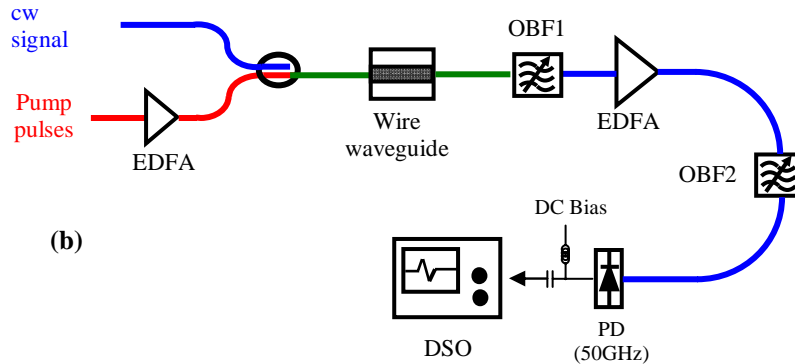 cw
signal
OBF1
Pump
pulses
EDFA
Wire
waveguide
EDFA
OBF2
(b)
DC Bias
DSO
PD
(50GHz)